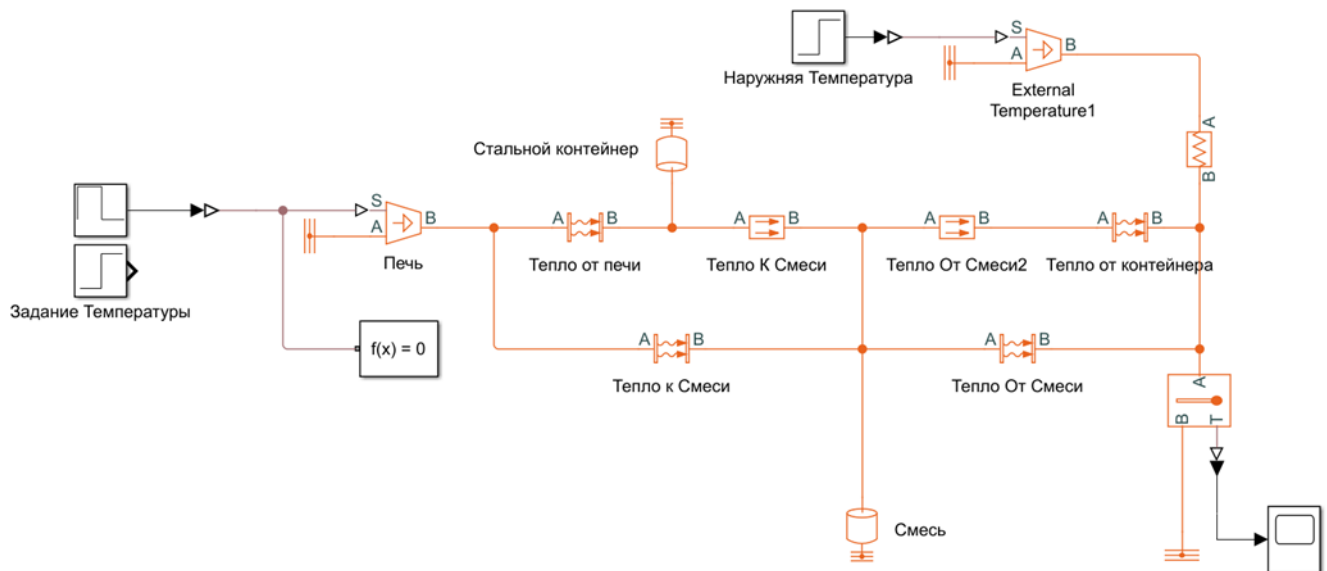 S
A
B
Наружняя Температура
External
Temperature1
A
B
Стальной контейнер
S
A
B
Печь
A
B
Тепло от печи
A
B
Тепло К Смеси
A
B
Тепло От Смеси2
A
B
Тепло от контейнера
Задание Температуры
f(x) = 0
A
B
Тепло к Смеси
A
B
Тепло От Смеси
A
B
T
Смесь